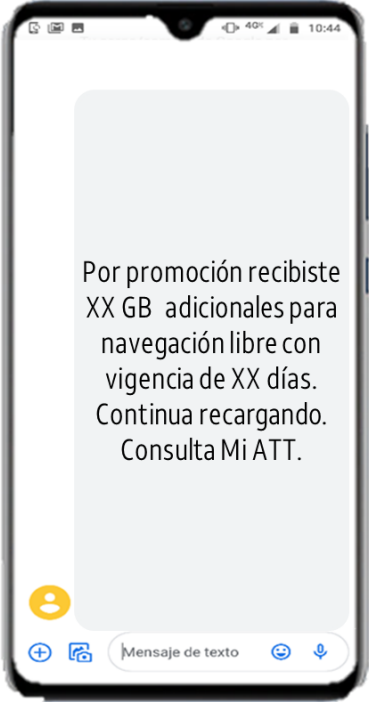 4G 10:44
Por promoción recibiste
XX GB adicionales para
navegación libre con
vigencia de XX días.
Continua recargando.
Consulta Mi ATT.
Mensaje de texto